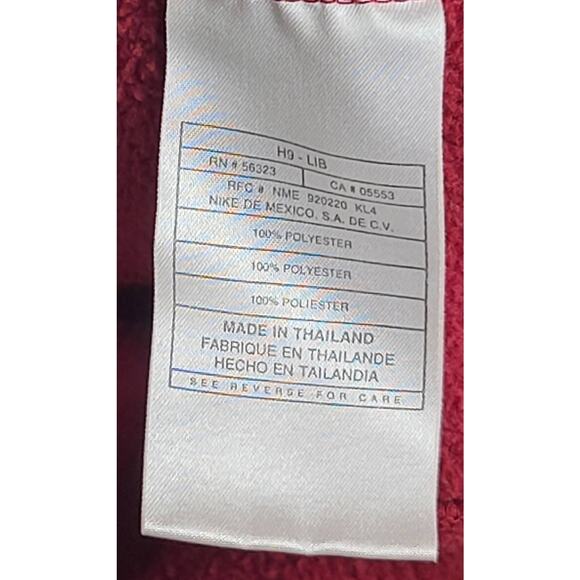 H9 - LIB
RN # 56323 CA # 05553
RFC # NME 920220 KL4
NIKE DE MEXICO, S.A. DE C.V.
100% POLYESTER
100% POLYESTER
100% POLIESTER
MADE IN THAILAND
FABRIQUE EN THAILANDE
HECHO EN TAILANDIA
SEE REVERSE FOR CARE